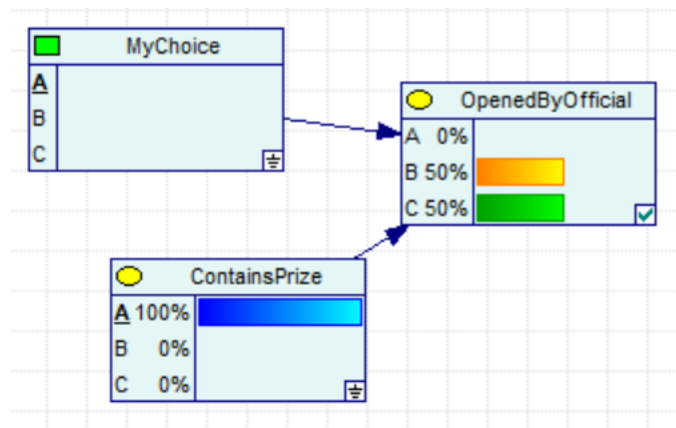 MyChoice
A
B
C
OpenedByOfficial
A 0%
B 50%
C 50%
ContainsPrize
A 100%
B 0%
C 0%